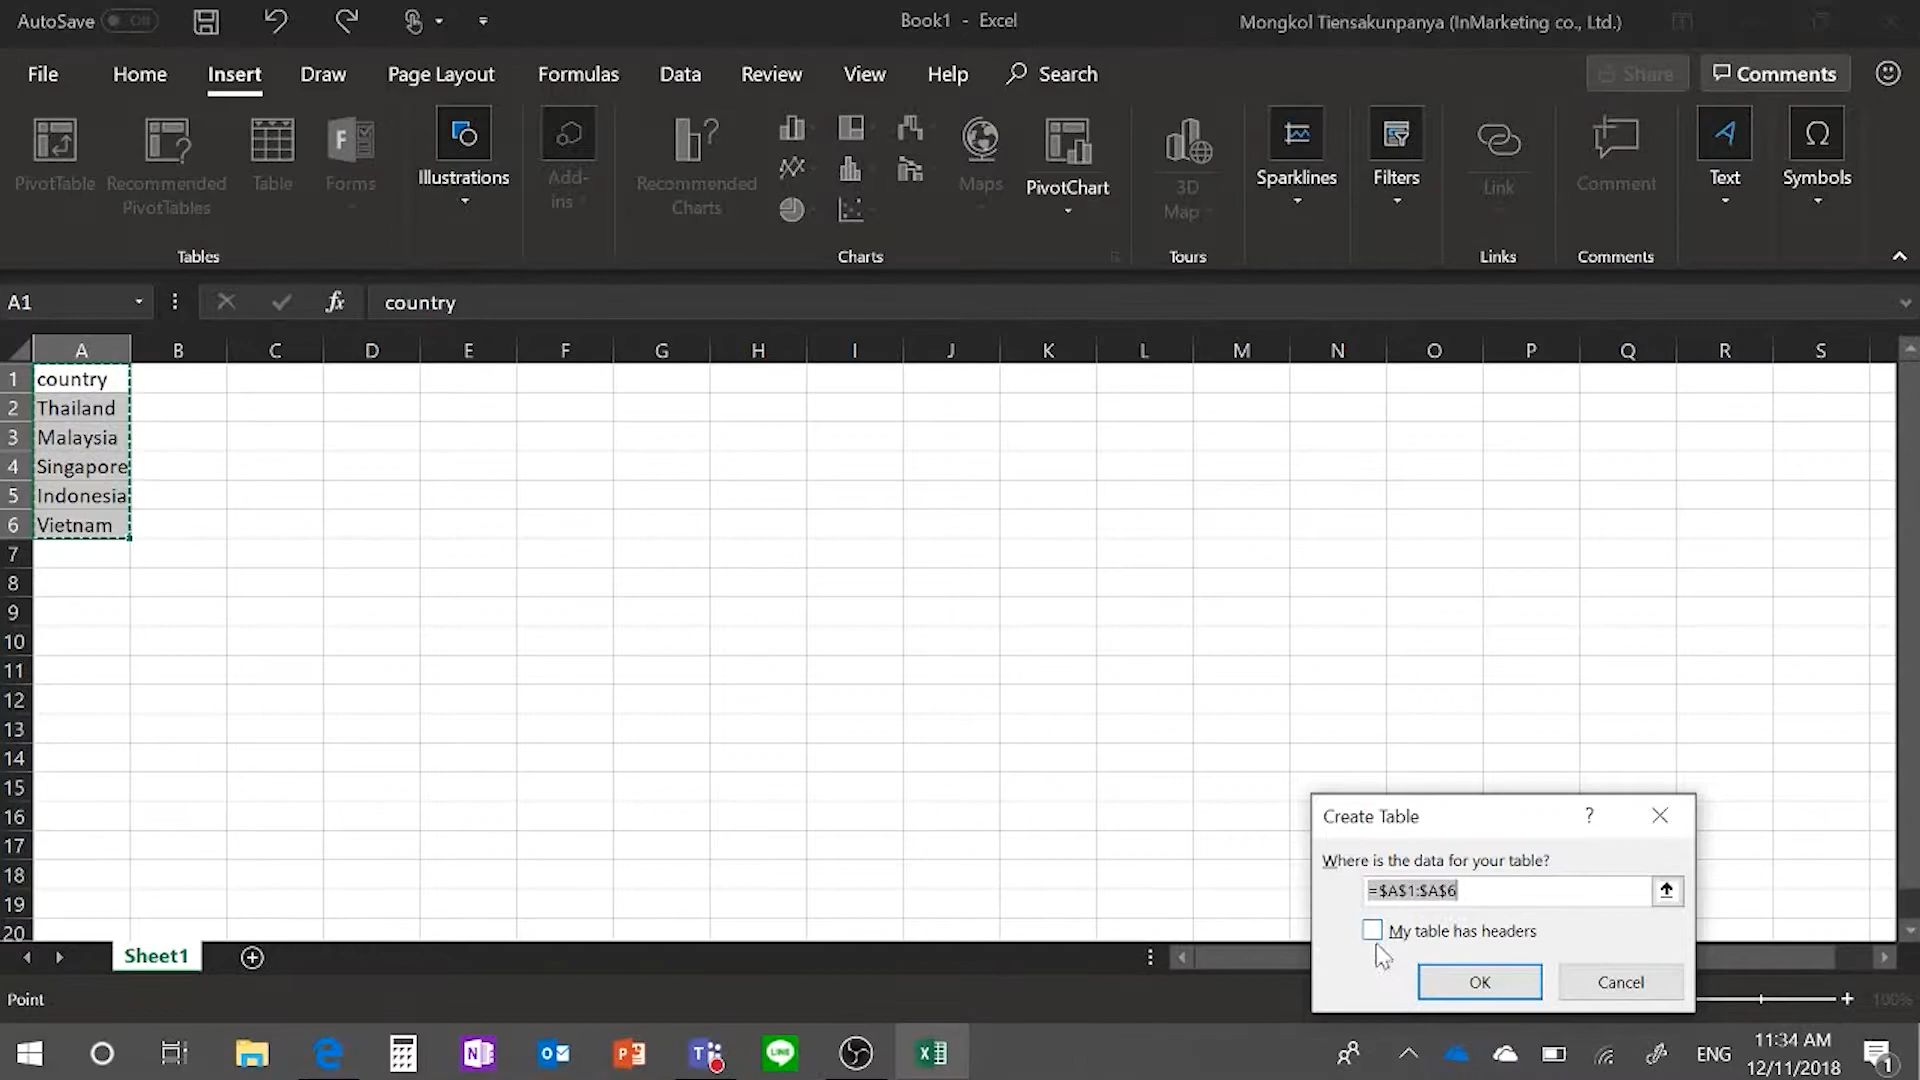 AutoSave Off
Book1 - Excel
Mongkol Tiensakunpanya (InMarketing co., Ltd.)
File Home Insert Draw Page Layout Formulas Data Review View Help Search Share Comments
PivotTable
Recommended
PivotTables
Table
Forms
Illustrations
Add-
ins
Recommended
Charts
Maps
PivotChart
3D
Map
Sparklines
Filters
Link
Comment
Text
Symbols
Tables
Charts
Tours
Links
Comments
A1
fx
country
A B C D E F G H I J K L M N O P Q R S
1 country
2 Thailand
3 Malaysia
4 Singapore
5 Indonesia
6 Vietnam
7
8
9
10
11
12
13
14
15
16
17
18
19
20
Create Table ?
Where is the data for your table?
=$A$1:$A$6
My table has headers
OK
Cancel
Sheet1
Point
100%
ENG
11:34 AM
12/11/2018
1